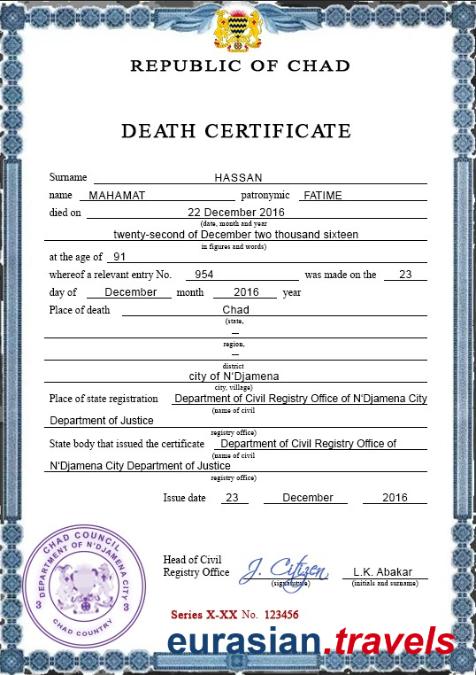 REPUBLIC OF CHAD
DEATH CERTIFICATE
Surname HASSAN
name MAHAMAT patronymic FATIME
died on 22 December 2016
(date, month and year
twenty-second of December two thousand sixteen
in figures and words)
at the age of 91
whereof a relevant entry No. 954 was made on the 23
day of December month 2016 year
Place of death Chad
(state,
—
region,
—
district
city of N'Djamena
city, village)
Place of state registration Department of Civil Registry Office of N'Djamena City
(name of civil
Department of Justice
registry office)
State body that issued the certificate Department of Civil Registry Office of
(name of civil
N'Djamena City Department of Justice
registry office)
Issue date 23 December 2016
CHAD COUNCIL
DEPARTMENT OF N'DJAMENA CITY
3 3
CHAD COUNTRY
Head of Civil
Registry Office J. Citizen L.K. Abakar
(signature) (initials and surname)
Series X-XX No. 123456
eurasian.travels